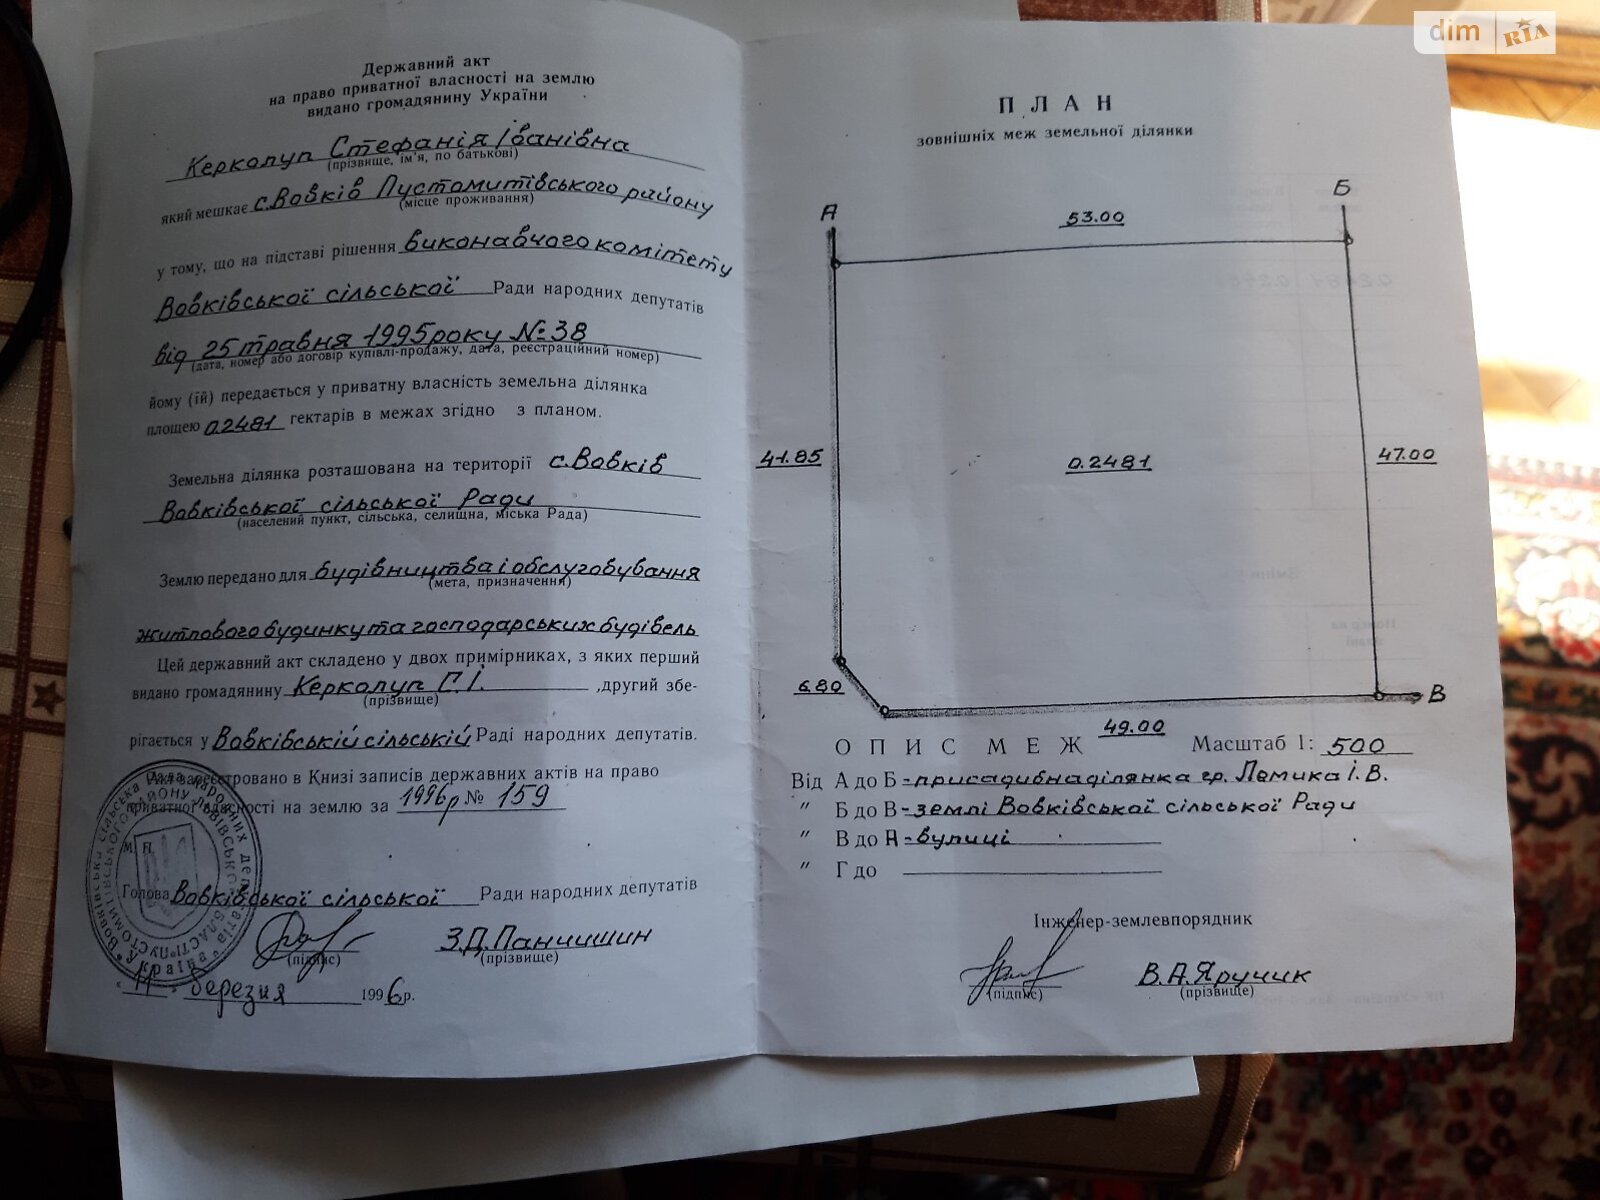 dim RIA
Державний акт
на право приватної власності на землю
видано громадянину України
Керколуп Стефанія Іванівна
(прізвище, ім'я, по батькові)
який мешкає с.Вовків Пустомитівського району
(місце проживання)
у тому, що на підставі рішення виконавчого комітету
Вовківської сільської Ради народних депутатів
від 25 травня 1995 року №38
(дата, номер або договір купівлі-продажу, дата, реєстраційний номер)
йому (їй) передається у приватну власність земельна ділянка
площею 0.2481 гектарів в межах згідно з планом.
Земельна ділянка розташована на території с.Вовків
Вовківської сільської Ради
(населений пункт, сільська, селищна, міська Рада)
Землю передано для будівництва і обслугобування
(мета, призначення)
житлового будинку та господарських будівель
Цей державний акт складено у двох примірниках, з яких перший
видано громадянину Керколуп С.І. ,другий збе-
(прізвище)
рігається у Вовківській сільській Раді народних депутатів.
Акт зареєстровано в Книзі записів державних актів на право
приватної власності на землю за 1996р № 159
М. П.
Голова Вовківської сільської Ради народних депутатів
З.Д.Панчишин
(підпис) (прізвище)
"11" березня 1996р.
ПЛАН
зовнішніх меж земельної ділянки
А
Б
53.00
41.85
0.2481
47.00
6.80
В
49.00
ОПИС МЕЖ Масштаб 1: 500
Від А до Б - присадибна ділянка гр. Лемика І. В.
" Б до В - землі Вовківської сільської Ради
" В до А - вулиці
" Г до
Інженер-землевпорядник
В.А.Яручик
(підпис) (прізвище)